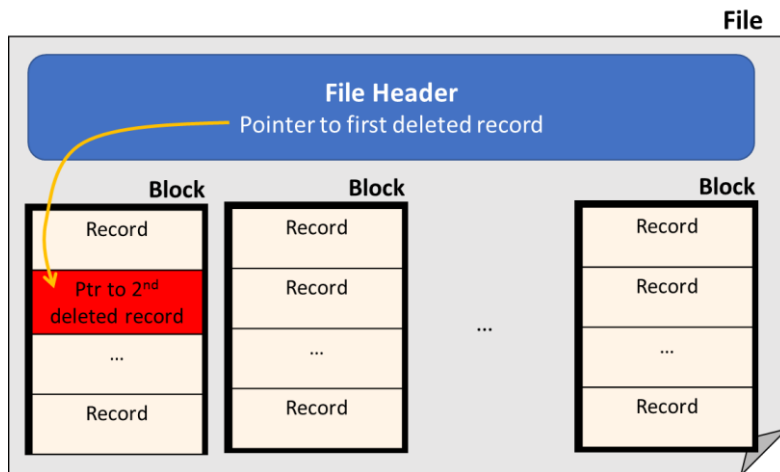 File
File Header
Pointer to first deleted record
Block
Record
Ptr to 2nd
deleted record
...
Record
Block
Record
Record
...
Record
...
Block
Record
Record
...
Record